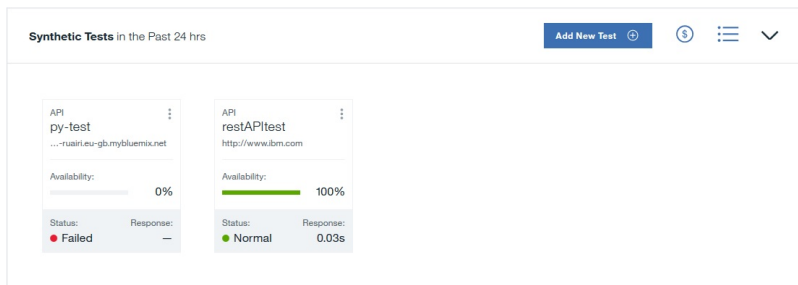 Synthetic Tests in the Past 24 hrs
Add New Test
$
API
py-test
...-ruairi.eu-gb.mybluemix.net
Availability:
0%
Status: Response:
Failed —
API
restAPItest
http://www.ibm.com
Availability:
100%
Status: Response:
Normal 0.03s